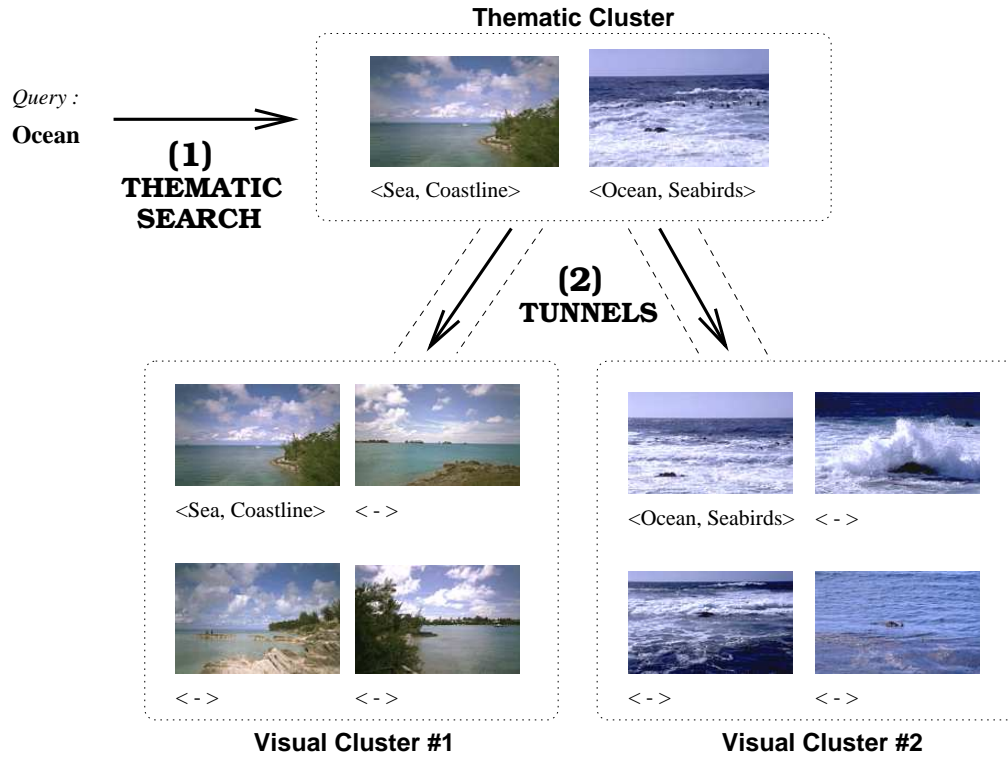 Thematic Cluster
Query :
Ocean
(1)
THEMATIC
SEARCH
<Sea, Coastline> <Ocean, Seabirds>
(2)
TUNNELS
<Sea, Coastline> < - >
<Ocean, Seabirds> < - >
< - > < - >
< - > < - >
Visual Cluster #1
Visual Cluster #2